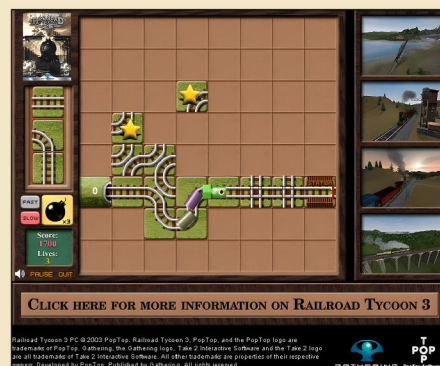 0
FAST
SLOW
x3
Score:
1700
Lives:
3
PAUSE QUIT
CLICK HERE FOR MORE INFORMATION ON RAILROAD TYCOON 3
Railroad Tycoon 3 PC © 2003 PopTop. Railroad Tycoon 3, PopTop, and the PopTop logo are
trademarks of PopTop. Gathering, the Gathering logo, Take 2 Interactive Software and the Take 2 logo
are all trademarks of Take 2 Interactive Software. All other trademarks are properties of their respective
owners. Developed by PopTop. Published by Gathering. All rights reserved.
GATHERING
POP
TOP